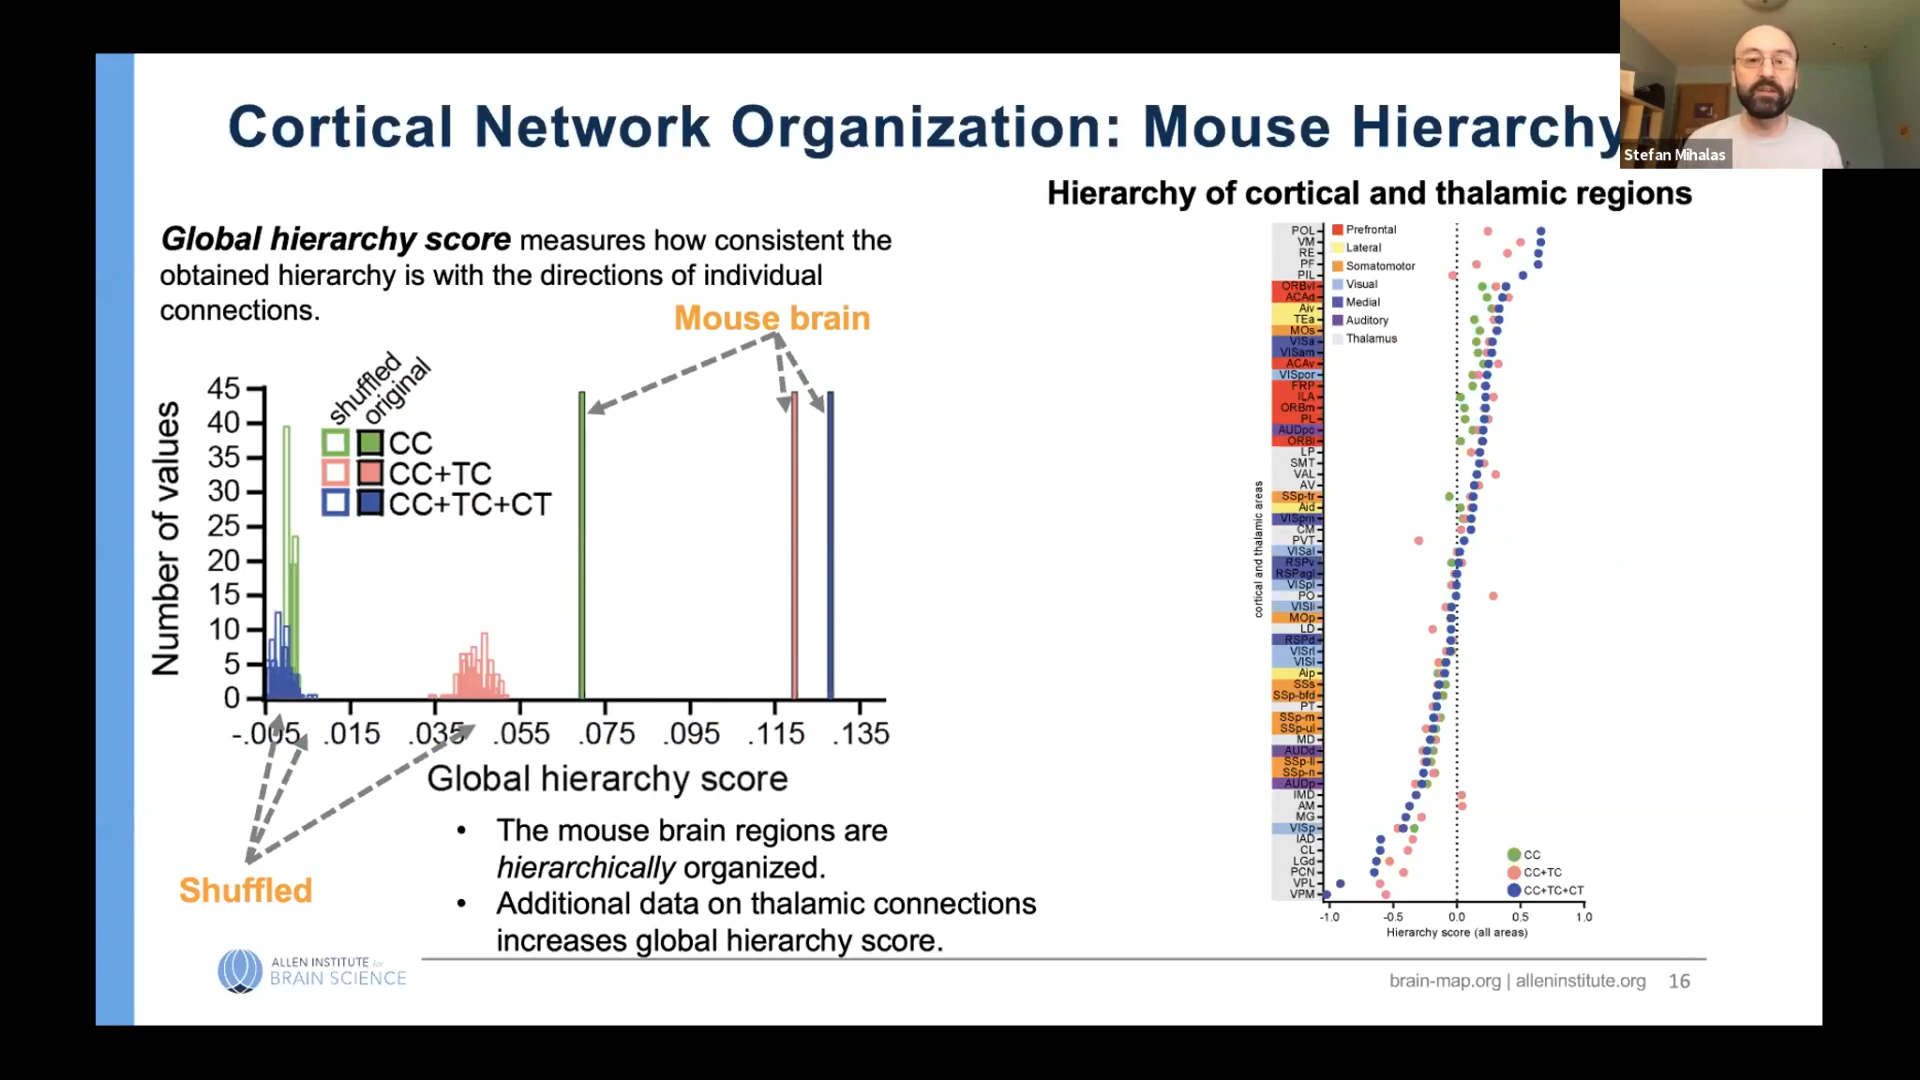 Cortical Network Organization: Mouse Hierarchy
Stefan Mihalas
Global hierarchy score measures how consistent the
obtained hierarchy is with the directions of individual
connections.
Mouse brain
shuffled
original
CC
CC+TC
CC+TC+CT
Number of values
45
40
35
30
25
20
15
10
5
0
-.005 .015 .035 .055 .075 .095 .115 .135
Global hierarchy score
Shuffled
• The mouse brain regions are
hierarchically organized.
• Additional data on thalamic connections
increases global hierarchy score.
Hierarchy of cortical and thalamic regions
Prefrontal
Lateral
Somatomotor
Visual
Medial
Auditory
Thalamus
cortical and thalamic areas
POL
VM
RE
PF
PIL
ORBvl
ACAd
AIv
TEa
MOs
VISa
VISam
ACAv
VISpor
FRP
ILA
ORBm
PL
AUDpo
ORBl
LP
SMT
VAL
AV
SSp-tr
AId
VISpm
CM
PVT
VISal
RSPv
RSPagl
VISpl
PO
VISli
MOp
LD
RSPd
VISrl
VISl
AIp
SSs
SSp-bfd
PT
SSp-m
SSp-ul
MD
AUDd
SSp-ll
SSp-n
AUDp
IMD
AM
MG
VISp
IAD
CL
LGd
PCN
VPL
VPM
CC
CC+TC
CC+TC+CT
-1.0 -0.5 0.0 0.5 1.0
Hierarchy score (all areas)
ALLEN INSTITUTE for
BRAIN SCIENCE
brain-map.org | alleninstitute.org 16